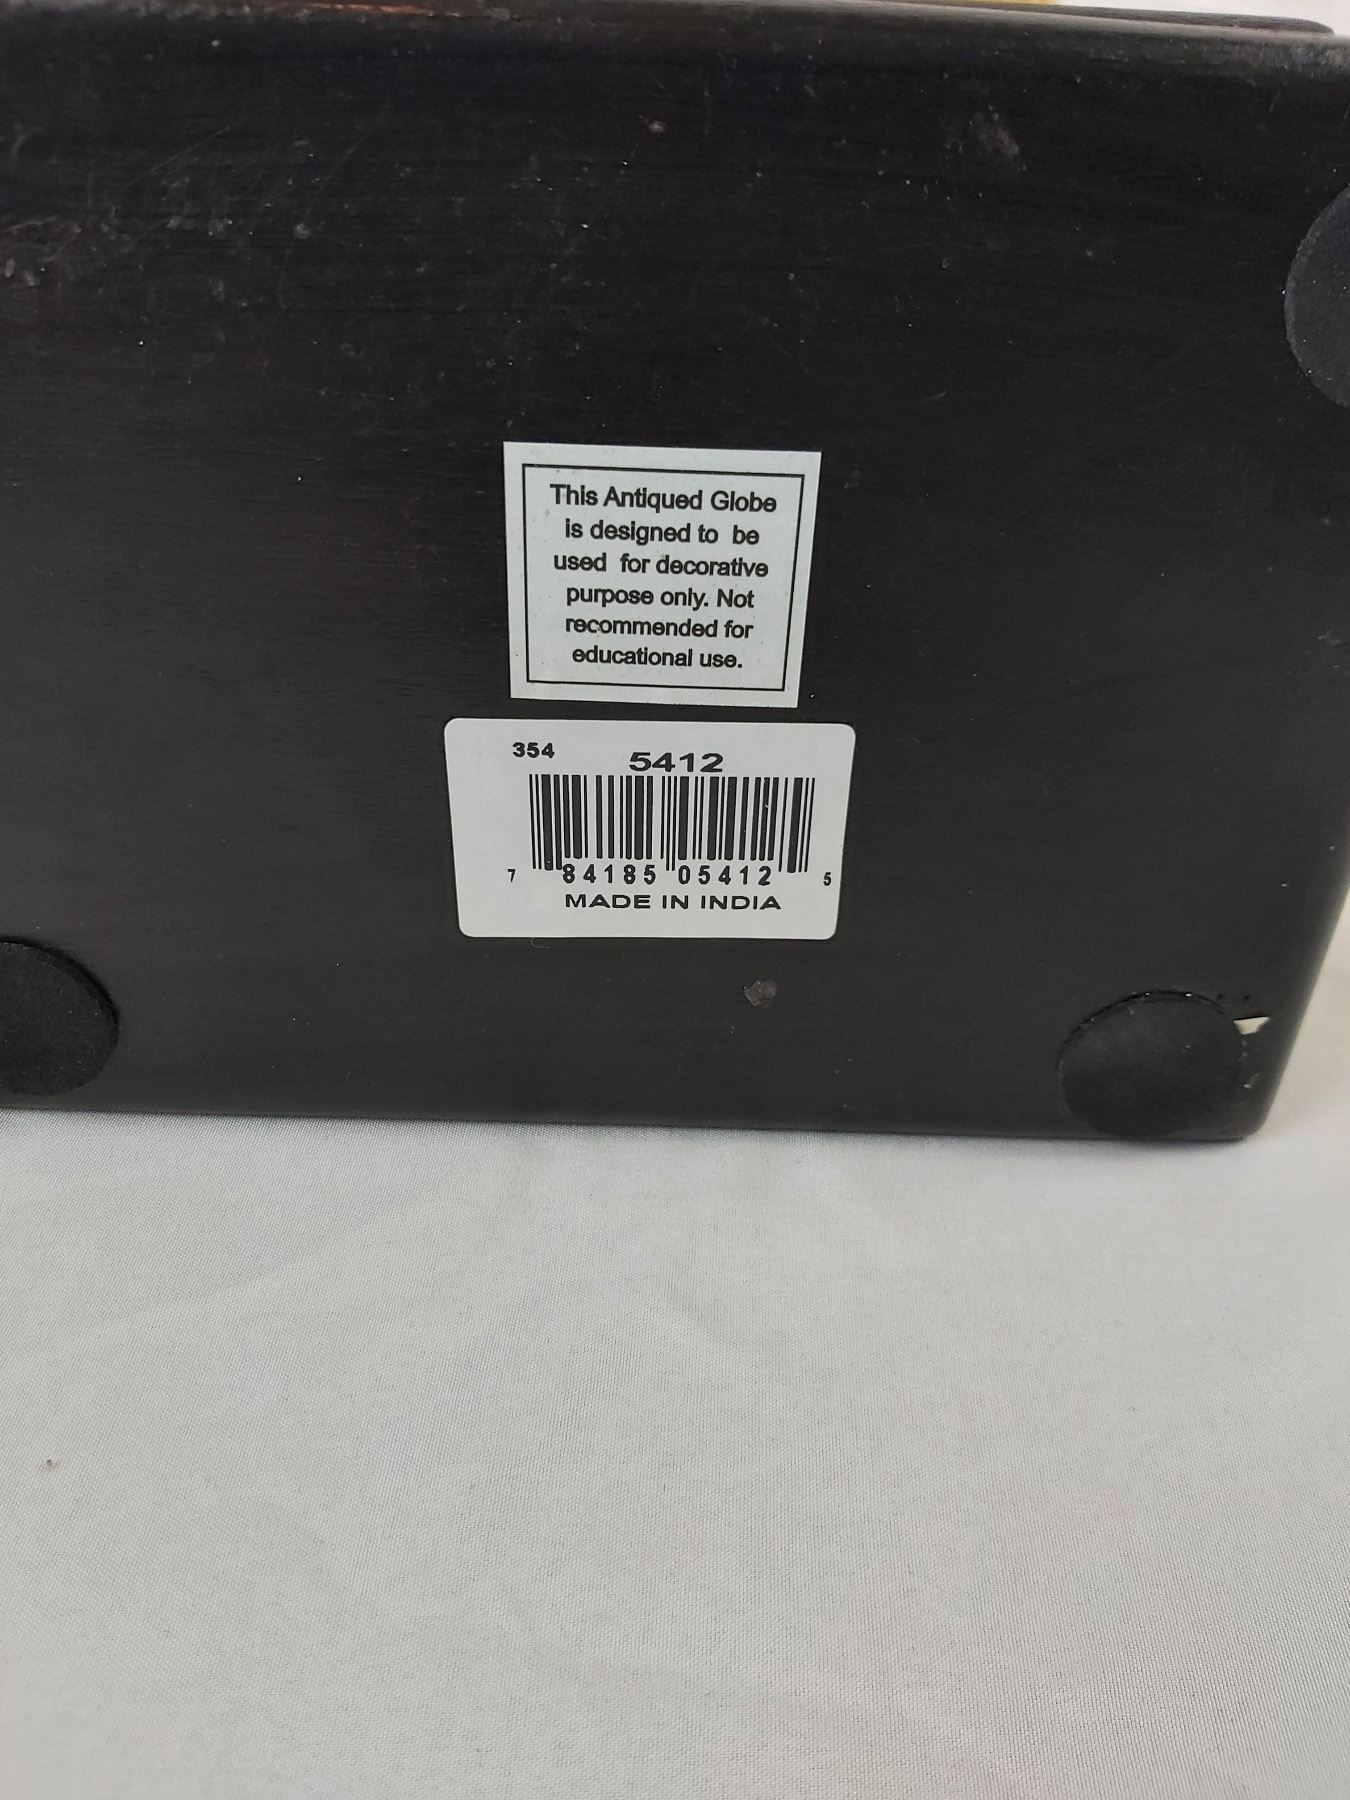 This Antiqued Globe
is designed to be
used for decorative
purpose only. Not
recommended for
educational use.
354 5412
7 84185 05412 5
MADE IN INDIA